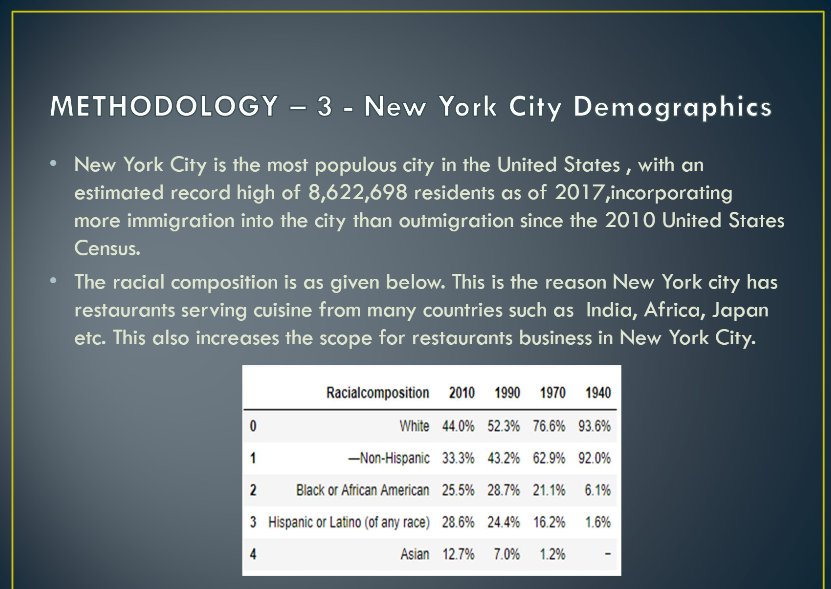 METHODOLOGY – 3 - New York City Demographics
• New York City is the most populous city in the United States , with an
estimated record high of 8,622,698 residents as of 2017,incorporating
more immigration into the city than outmigration since the 2010 United States
Census.
• The racial composition is as given below. This is the reason New York city has
restaurants serving cuisine from many countries such as  India, Africa, Japan
etc. This also increases the scope for restaurants business in New York City.
Racialcomposition 2010 1990 1970 1940
0 White 44.0% 52.3% 76.6% 93.6%
1 —Non-Hispanic 33.3% 43.2% 62.9% 92.0%
2 Black or African American 25.5% 28.7% 21.1% 6.1%
3 Hispanic or Latino (of any race) 28.6% 24.4% 16.2% 1.6%
4 Asian 12.7% 7.0% 1.2% –